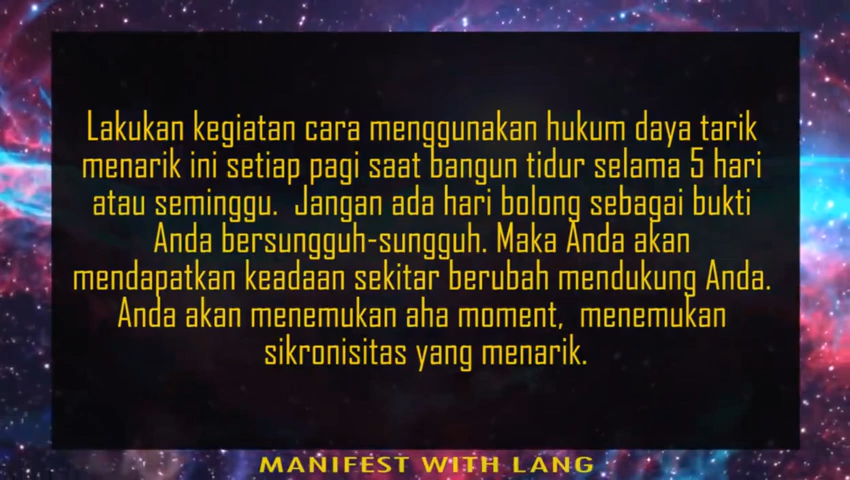 Lakukan kegiatan cara menggunakan hukum daya tarik
menarik ini setiap pagi saat bangun tidur selama 5 hari
atau seminggu.  Jangan ada hari bolong sebagai bukti
Anda bersungguh-sungguh. Maka Anda akan
mendapatkan keadaan sekitar berubah mendukung Anda.
Anda akan menemukan aha moment,  menemukan
sikronisitas yang menarik.
MANIFEST WITH LANG